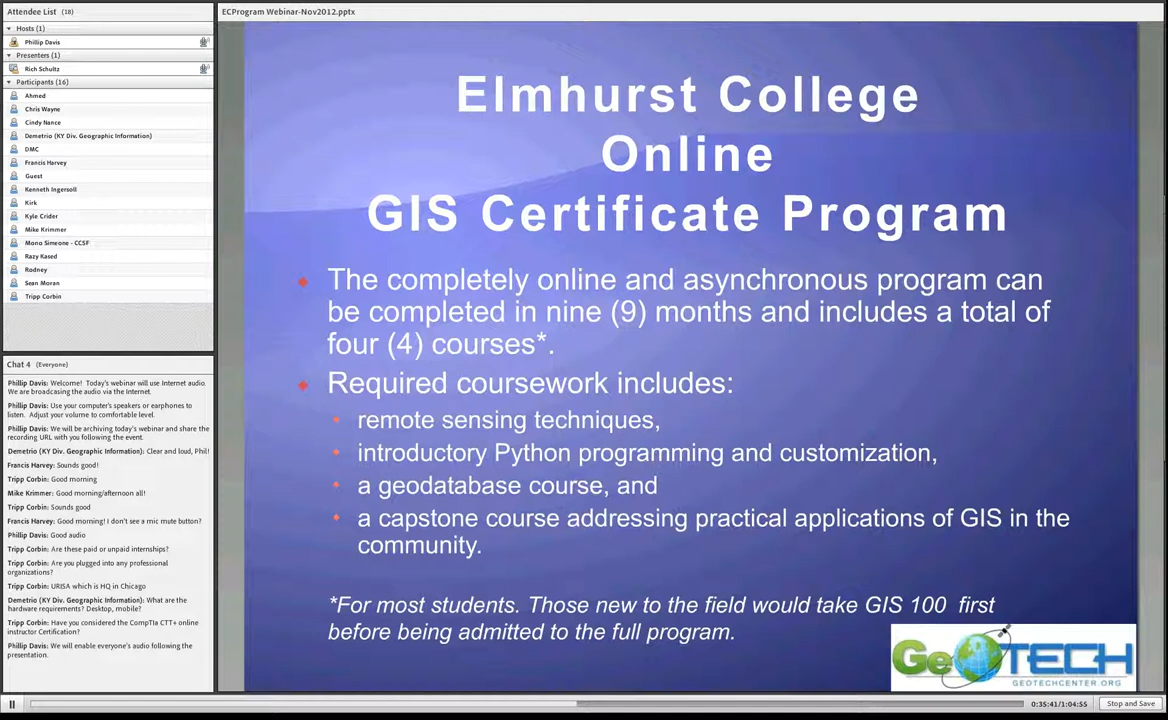 Attendee List (18)
Hosts (1)
Phillip Davis
Presenters (1)
Rich Schultz
Participants (16)
Ahmed
Chris Wayne
Cindy Nance
Demetrio (KY Div. Geographic Information)
DMC
Francis Harvey
Guest
Kenneth Ingersoll
Kirk
Kyle Crider
Mike Krimmer
Mono Simeone - CCSF
Razy Kased
Rodney
Sean Moran
Tripp Corbin
Chat 4 (Everyone)
Phillip Davis: Welcome! Today's webinar will use Internet audio.
We are broadcasting the audio via the Internet.
Phillip Davis: Use your computer's speakers or earphones to
listen. Adjust your volume to comfortable level.
Phillip Davis: We will be archiving today's webinar and share the
recording URL with you following the event.
Demetrio (KY Div. Geographic Information): Clear and loud, Phil!
Francis Harvey: Sounds good!
Tripp Corbin: Good morning
Mike Krimmer: Good morning/afternoon all!
Tripp Corbin: Sounds good
Francis Harvey: Good morning! I don't see a mic mute button?
Phillip Davis: Good audio
Tripp Corbin: Are these paid or unpaid internships?
Tripp Corbin: Are you plugged into any professional
organizations?
Tripp Corbin: URISA which is HQ in Chicago
Demetrio (KY Div. Geographic Information): What are the
hardware requirements? Desktop, mobile?
Tripp Corbin: Have you considered the CompTIa CTT+ online
instructor Certification?
Phillip Davis: We will enable everyone's audio following the
presentation.
ECProgram Webinar-Nov2012.pptx
Elmhurst College
Online
GIS Certificate Program
The completely online and asynchronous program can
be completed in nine (9) months and includes a total of
four (4) courses*.
Required coursework includes:
remote sensing techniques,
introductory Python programming and customization,
a geodatabase course, and
a capstone course addressing practical applications of GIS in the
community.
*For most students. Those new to the field would take GIS 100 first
before being admitted to the full program.
GeoTECH
GEOTECHCENTER.ORG
0:35:41/1:04:55
Stop and Save